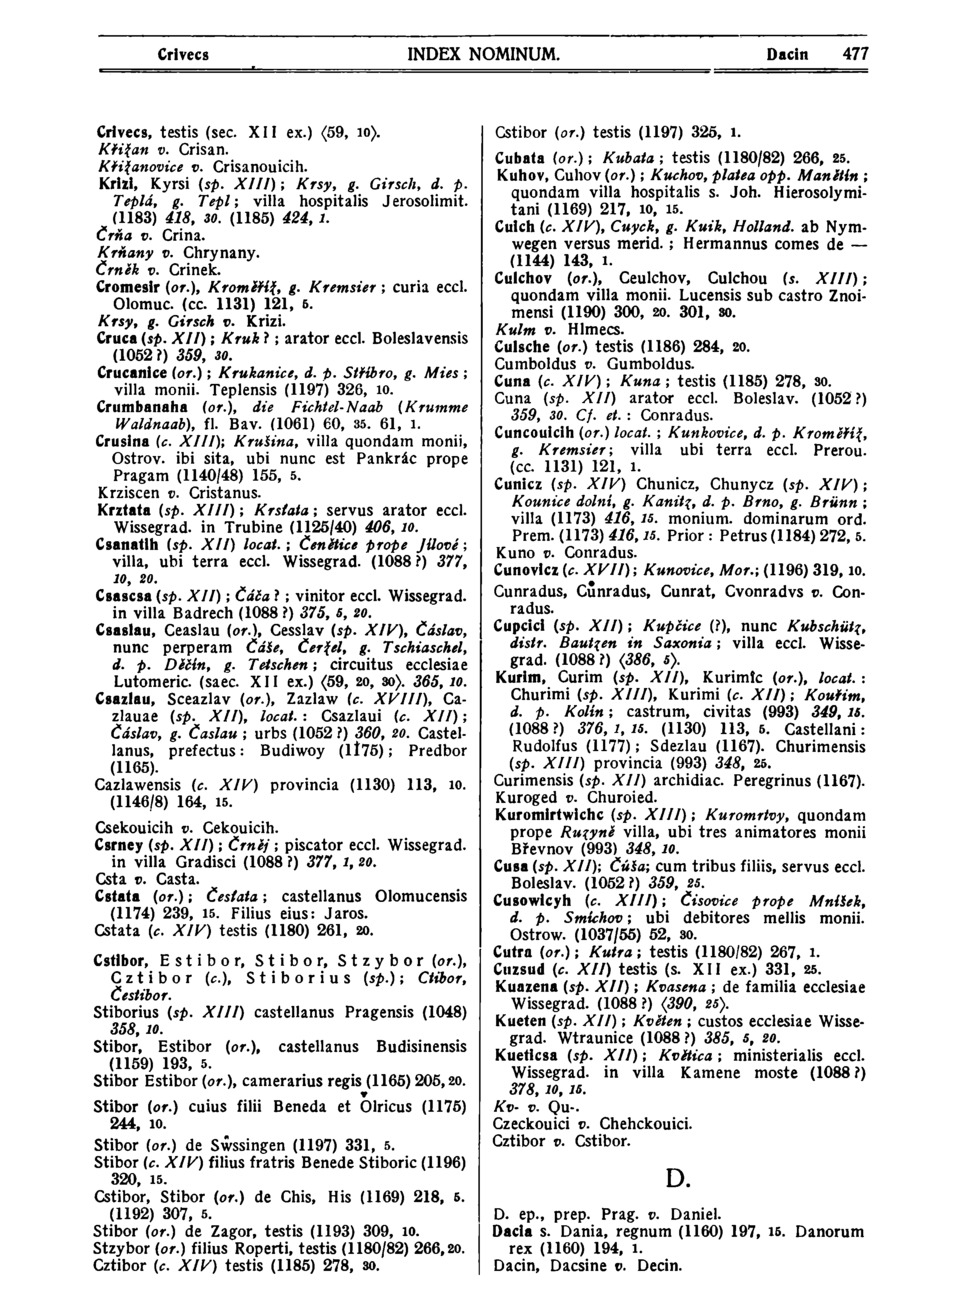 Crivecs INDEX NOMINUM. Dacin 477
Crivecs, testis (sec. XII ex.) ⟨59, 10⟩.
Křižan v. Crisan.
Křižanovice v. Crisanouicih.
Krizi, Kyrsi (sp. XIII); Krsy, g. Girsch, d. p.
Teplá, g. Tepl; villa hospitalis Jerosolimit.
(1183) 418, 30. (1185) 424, 1.
Črňa v. Crina.
Krňany v. Chrynany.
Črněk v. Crinek.
Cromesir (or.), Kroměříž, g. Kremsier; curia eccl.
Olomuc. (cc. 1131) 121, 5.
Krsy, g. Girsch v. Krizi.
Cruca (sp. XII); Kruk?; arator eccl. Boleslavensis
(1052?) 359, 30.
Crucanice (or.); Krukanice, d. p. Stříbro, g. Mies;
villa monii. Teplensis (1197) 326, 10.
Crumbanaha (or.), die Fichtel-Naab (Krumme
Waldnaab), fl. Bav. (1061) 60, 35. 61, 1.
Crusina (c. XIII); Krušina, villa quondam monii,
Ostrov. ibi sita, ubi nunc est Pankrác prope
Pragam (1140/48) 155, 5.
Krziscen v. Cristanus.
Krztata (sp. XIII); Krsťata; servus arator eccl.
Wissegrad. in Trubine (1125/40) 406, 10.
Csanatih (sp. XII) locat.; Čenětice prope Jílové;
villa, ubi terra eccl. Wissegrad. (1088?) 377,
10, 20.
Csascsa (sp. XII); Čáča?; vinitor eccl. Wissegrad.
in villa Badrech (1088?) 375, 5, 20.
Csaslau, Ceaslau (or.), Cesslav (sp. XIV), Čáslav,
nunc perperam Čáše, Čeržel, g. Tschiaschel,
d. p. Děčín, g. Tetschen; circuitus ecclesiae
Lutomeric. (saec. XII ex.) ⟨59, 20, 30⟩. 365, 10.
Csazlau, Sceazlav (or.), Zazlaw (c. XVIII), Ca-
zlauae (sp. XII), locat.: Csazlaui (c. XII);
Čáslav, g. Časlau; urbs (1052?) 360, 20. Castel-
lanus, prefectus: Budiwoy (1175); Predbor
(1165).
Cazlawensis (c. XIV) provincia (1130) 113, 10.
(1146/8) 164, 15.
Csekouicih v. Cekouicih.
Csrney (sp. XII); Črněj; piscator eccl. Wissegrad.
in villa Gradisci (1088?) 377, 1, 20.
Csta v. Casta.
Cstata (or.); Česťata; castellanus Olomucensis
(1174) 239, 15. Filius eius: Jaros.
Cstata (c. XIV) testis (1180) 261, 20.
Cstibor, Estibor, Stibor, Stzybor (or.),
Cztibor (c.), Stiborius (sp.); Ctibor,
Čestibor.
Stiborius (sp. XIII) castellanus Pragensis (1048)
358, 10.
Stibor, Estibor (or.), castellanus Budisinensis
(1159) 193, 5.
Stibor Estibor (or.), camerarius regis (1165) 205, 20.
Stibor (or.) cuius filii Beneda et Olricus (1175)
244, 10.
Stibor (or.) de Swssingen (1197) 331, 5.
Stibor (c. XIV) filius fratris Benede Stiboric (1196)
320, 15.
Cstibor, Stibor (or.) de Chis, His (1169) 218, 5.
(1192) 307, 5.
Stibor (or.) de Zagor, testis (1193) 309, 10.
Stzybor (or.) filius Roperti, testis (1180/82) 266, 20.
Cztibor (c. XIV) testis (1185) 278, 30.
Cstibor (or.) testis (1197) 325, 1.
Cubata (or.); Kubata; testis (1180/82) 266, 25.
Kuhov, Cuhov (or.); Kuchov, platea opp. Manětín;
quondam villa hospitalis s. Joh. Hierosolymi-
tani (1169) 217, 10, 15.
Cuich (c. XIV), Cuyck, g. Kuik, Holland. ab Nym-
wegen versus merid.; Hermannus comes de —
(1144) 143, 1.
Culchov (or.), Ceulchov, Culchou (s. XIII);
quondam villa monii. Lucensis sub castro Znoi-
mensi (1190) 300, 20. 301, 30.
Kulm v. Hlmecs.
Culsche (or.) testis (1186) 284, 20.
Cumboldus v. Gumboldus.
Cuna (c. XIV); Kuna; testis (1185) 278, 30.
Cuna (sp. XII) arator eccl. Boleslav. (1052?)
359, 30. Cf. et.: Conradus.
Cuncouicih (or.) locat.; Kunkovice, d. p. Kroměříž,
g. Kremsier; villa ubi terra eccl. Prerou.
(cc. 1131) 121, 1.
Cunicz (sp. XIV) Chunicz, Chunycz (sp. XIV);
Kounice dolní, g. Kanitz, d. p. Brno, g. Brünn;
villa (1173) 416, 15. monium. dominarum ord.
Prem. (1173) 416, 15. Prior: Petrus (1184) 272, 5.
Kuno v. Conradus.
Cunovicz (c. XVII); Kunovice, Mor.; (1196) 319, 10.
Cunradus, Cůnradus, Cunrat, Cvonradvs v. Con-
radus.
Cupcici (sp. XII); Kupčice (?), nunc Kubschütz,
distr. Bautzen in Saxonia; villa eccl. Wisse-
grad. (1088?) ⟨386, 5⟩.
Kurim, Curim (sp. XII), Kurimic (or.), locat.:
Churimi (sp. XIII), Kurimi (c. XII); Kouřim,
d. p. Kolín; castrum, civitas (993) 349, 15.
(1088?) 376, 1, 15. (1130) 113, 5. Castellani:
Rudolfus (1177); Sdezlau (1167). Churimensis
(sp. XIII) provincia (993) 348, 25.
Curimensis (sp. XII) archidiac. Peregrinus (1167).
Kuroged v. Churoied.
Kuromirtwichc (sp. XIII); Kuromrtvy, quondam
prope Ruzyně villa, ubi tres animatores monii
Břevnov (993) 348, 10.
Cusa (sp. XII); Čúša; cum tribus filiis, servus eccl.
Boleslav. (1052?) 359, 25.
Cusowicyh (c. XIII); Čisovice prope Mníšek,
d. p. Smíchov; ubi debitores mellis monii.
Ostrow. (1037/55) 52, 30.
Cutra (or.); Kutra; testis (1180/82) 267, 1.
Cuzsud (c. XII) testis (s. XII ex.) 331, 25.
Kuazena (sp. XII); Kvasena; de familia ecclesiae
Wissegrad. (1088?) ⟨390, 25⟩.
Kueten (sp. XII); Květen; custos ecclesiae Wisse-
grad. Wtraunice (1088?) 385, 5, 20.
Kueticsa (sp. XII); Květica; ministerialis eccl.
Wissegrad. in villa Kamene moste (1088?)
378, 10, 15.
Kv- v. Qu-.
Czeckouici v. Chehckouici.
Cztibor v. Cstibor.
D.
D. ep., prep. Prag. v. Daniel.
Dacia s. Dania, regnum (1160) 197, 15. Danorum
rex (1160) 194, 1.
Dacin, Dacsine v. Decin.